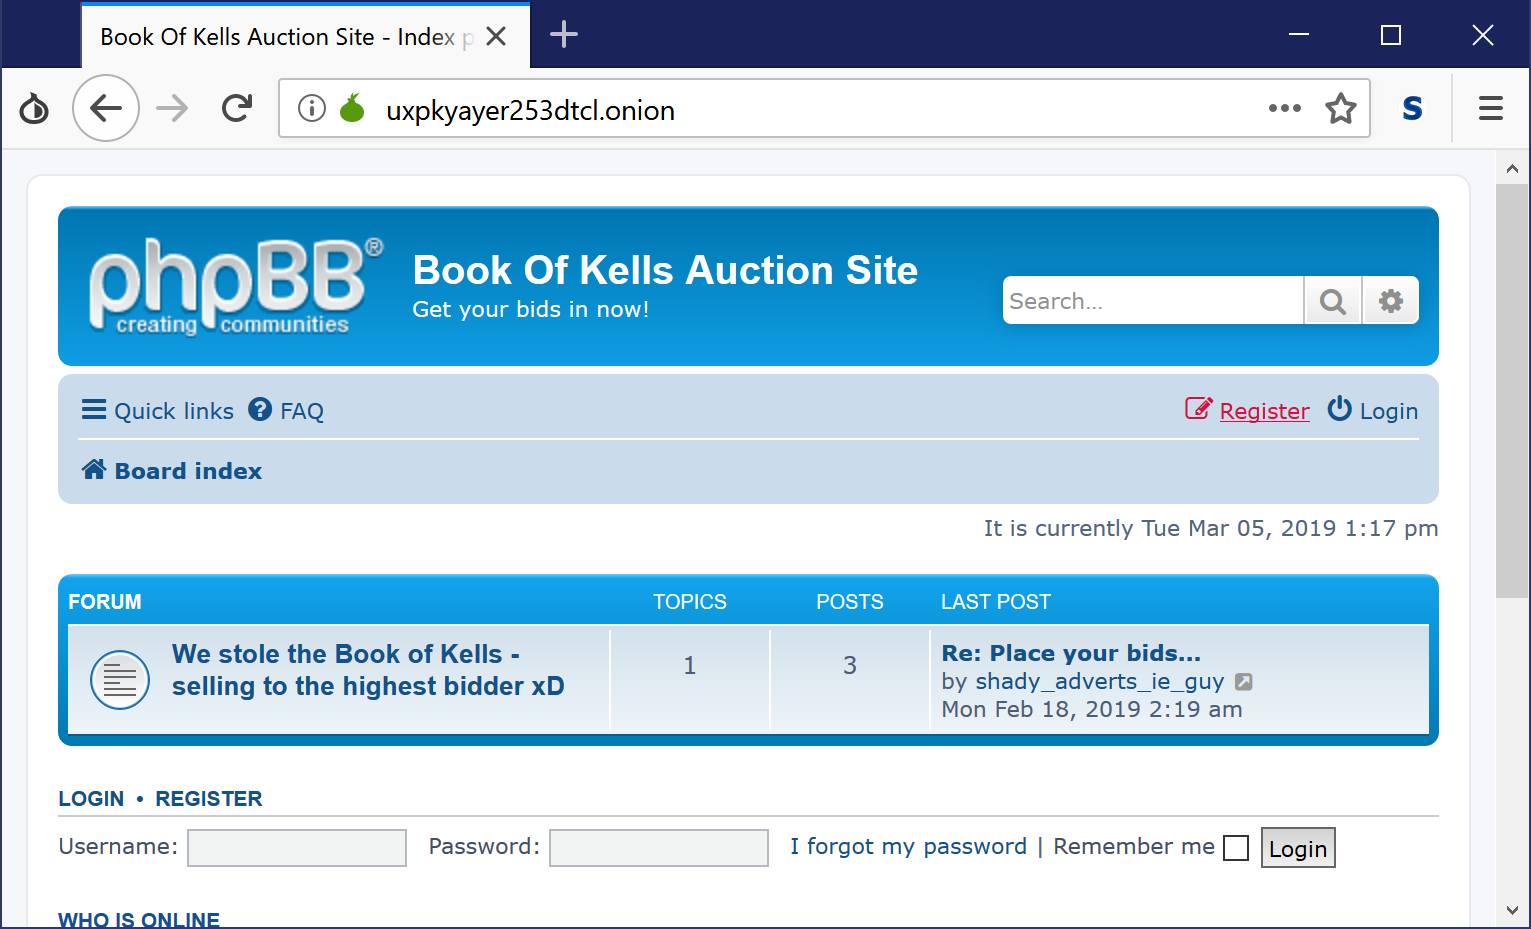 Book Of Kells Auction Site - Index p
uxpkyayer253dtcl.onion
S
phpBB®
creating communities
Book Of Kells Auction Site
Get your bids in now!
Search…
Quick links FAQ
Register Login
Board index
It is currently Tue Mar 05, 2019 1:17 pm
FORUM TOPICS POSTS LAST POST
We stole the Book of Kells -
selling to the highest bidder xD
1
3
Re: Place your bids...
by shady_adverts_ie_guy
Mon Feb 18, 2019 2:19 am
LOGIN • REGISTER
Username: Password: I forgot my password | Remember me Login
WHO IS ONLINE